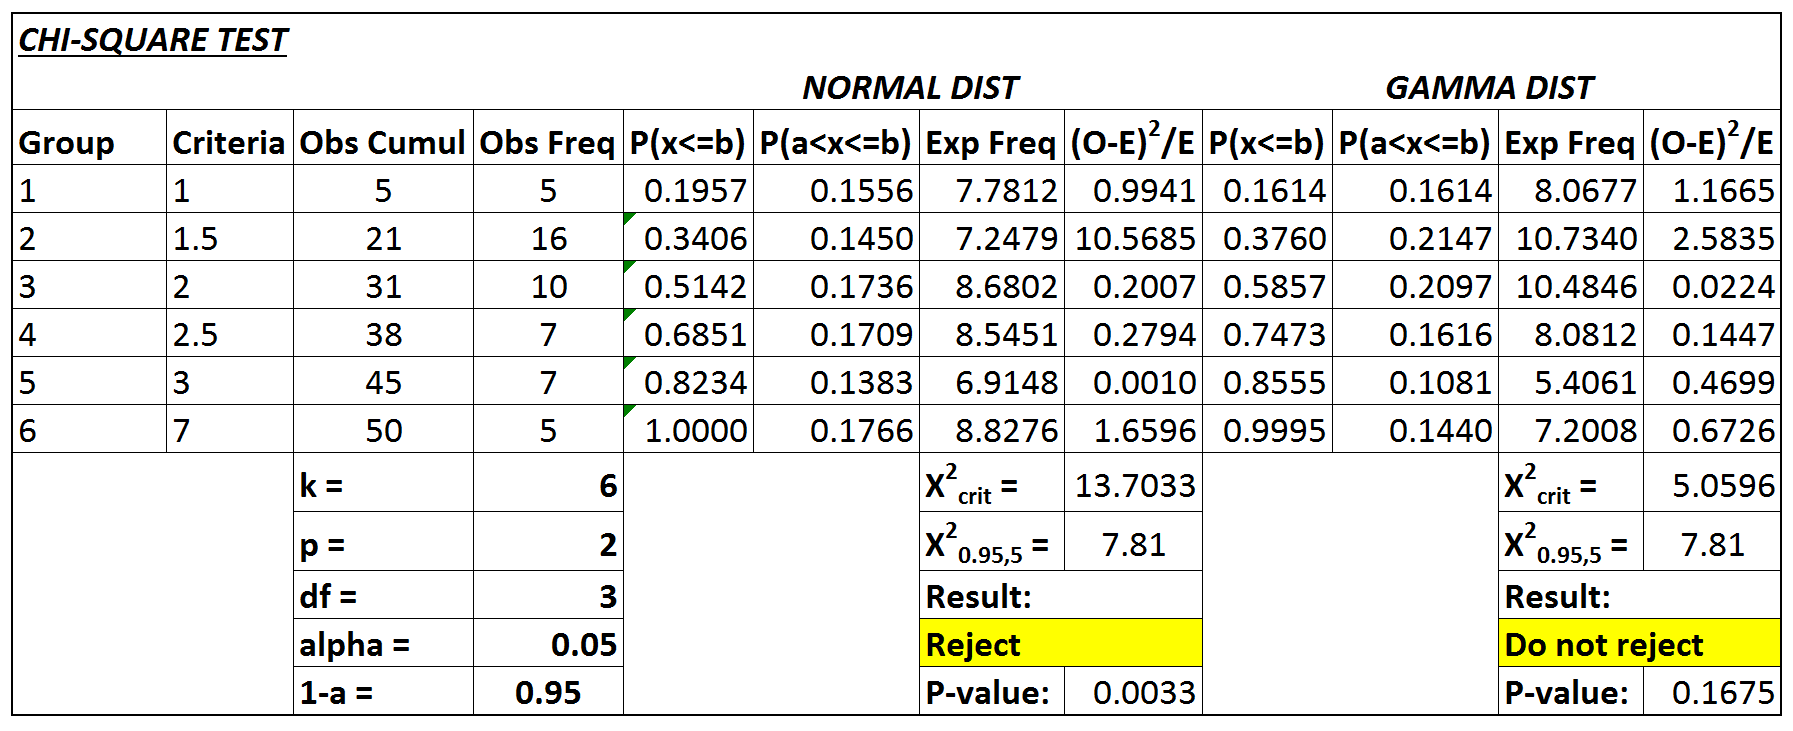 CHI-SQUARE TEST
NORMAL DIST GAMMA DIST
Group Criteria Obs Cumul Obs Freq P(x<=b) P(a<x<=b) Exp Freq (O-E)²/E P(x<=b) P(a<x<=b) Exp Freq (O-E)²/E
1 1 5 5 0.1957 0.1556 7.7812 0.9941 0.1614 0.1614 8.0677 1.1665
2 1.5 21 16 0.3406 0.1450 7.2479 10.5685 0.3760 0.2147 10.7340 2.5835
3 2 31 10 0.5142 0.1736 8.6802 0.2007 0.5857 0.2097 10.4846 0.0224
4 2.5 38 7 0.6851 0.1709 8.5451 0.2794 0.7473 0.1616 8.0812 0.1447
5 3 45 7 0.8234 0.1383 6.9148 0.0010 0.8555 0.1081 5.4061 0.4699
6 7 50 5 1.0000 0.1766 8.8276 1.6596 0.9995 0.1440 7.2008 0.6726
k = 6 X²crit = 13.7033 X²crit = 5.0596
p = 2 X²0.95,5 = 7.81 X²0.95,5 = 7.81
df = 3 Result: Result:
alpha = 0.05 Reject Do not reject
1-a = 0.95 P-value: 0.0033 P-value: 0.1675